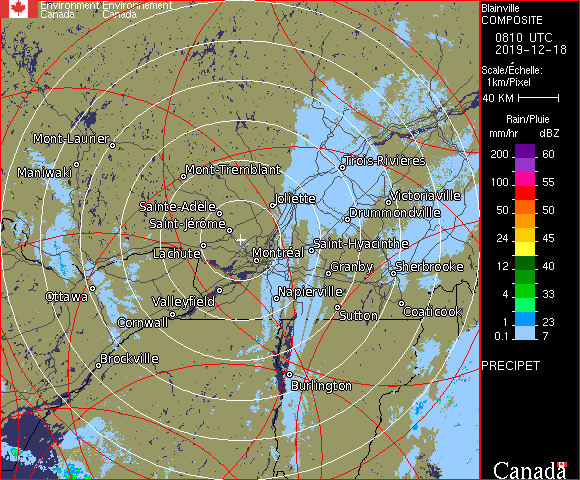 Environment Environnement
Canada Canada
Blainville
COMPOSITE
0810 UTC
2019-12-18
Scale/Échelle:
1km/Pixel
40 KM
Rain/Pluie
mm/hr dBZ
200 60
100 55
50 50
24 45
12 40
4 33
1 23
0.1 7
PRECIPET
Mont-Laurier
Maniwaki
Mont-Tremblant
Trois-Rivières
Sainte-Adèle
Joliette
Victoriaville
Saint-Jérôme
Drummondville
Lachute
Montréal
Saint-Hyacinthe
Granby
Sherbrooke
Ottawa
Valleyfield
Napierville
Cornwall
Sutton
Coaticook
Brockville
Burlington
Canada